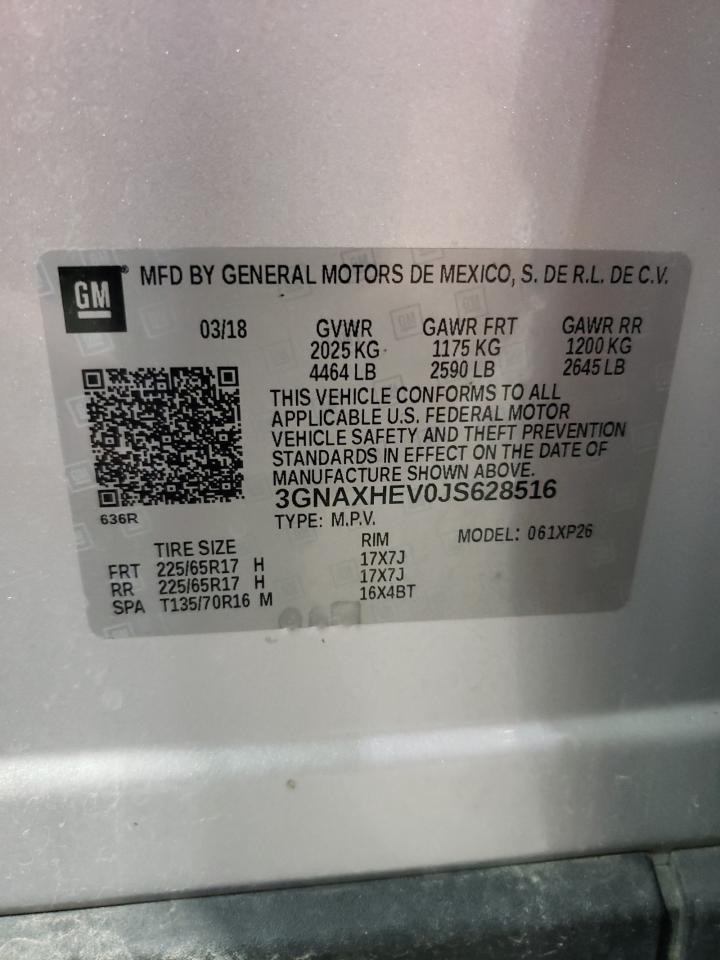 GM® MFD BY GENERAL MOTORS DE MEXICO, S. DE R.L. DE C.V.
03/18 GVWR GAWR FRT GAWR RR
2025 KG 1175 KG 1200 KG
4464 LB 2590 LB 2645 LB
THIS VEHICLE CONFORMS TO ALL
APPLICABLE U.S. FEDERAL MOTOR
VEHICLE SAFETY AND THEFT PREVENTION
STANDARDS IN EFFECT ON THE DATE OF
MANUFACTURE SHOWN ABOVE.
3GNAXHEV0JS628516
636R
TYPE: M.P.V. MODEL: 061XP26
TIRE SIZE RIM
FRT 225/65R17 H 17X7J
RR 225/65R17 H 17X7J
SPA T135/70R16 M 16X4BT